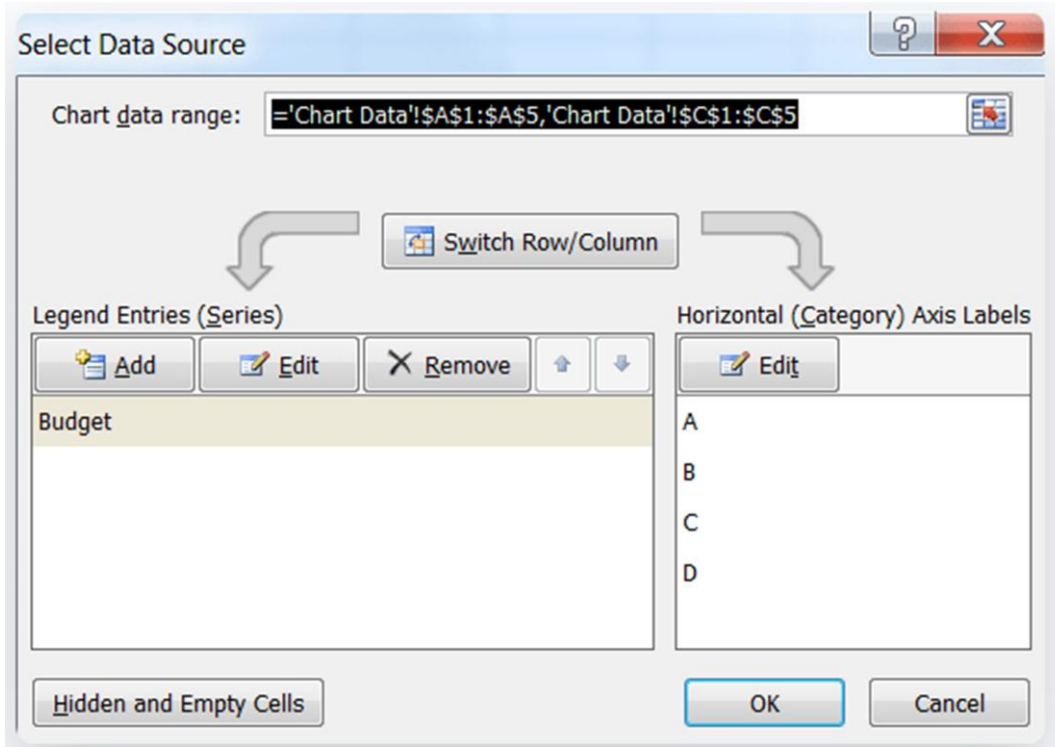 Select Data Source
? X
Chart data range: ='Chart Data'!$A$1:$A$5,'Chart Data'!$C$1:$C$5
Switch Row/Column
Legend Entries (Series)
Add Edit Remove
Budget
Horizontal (Category) Axis Labels
Edit
A
B
C
D
Hidden and Empty Cells
OK Cancel